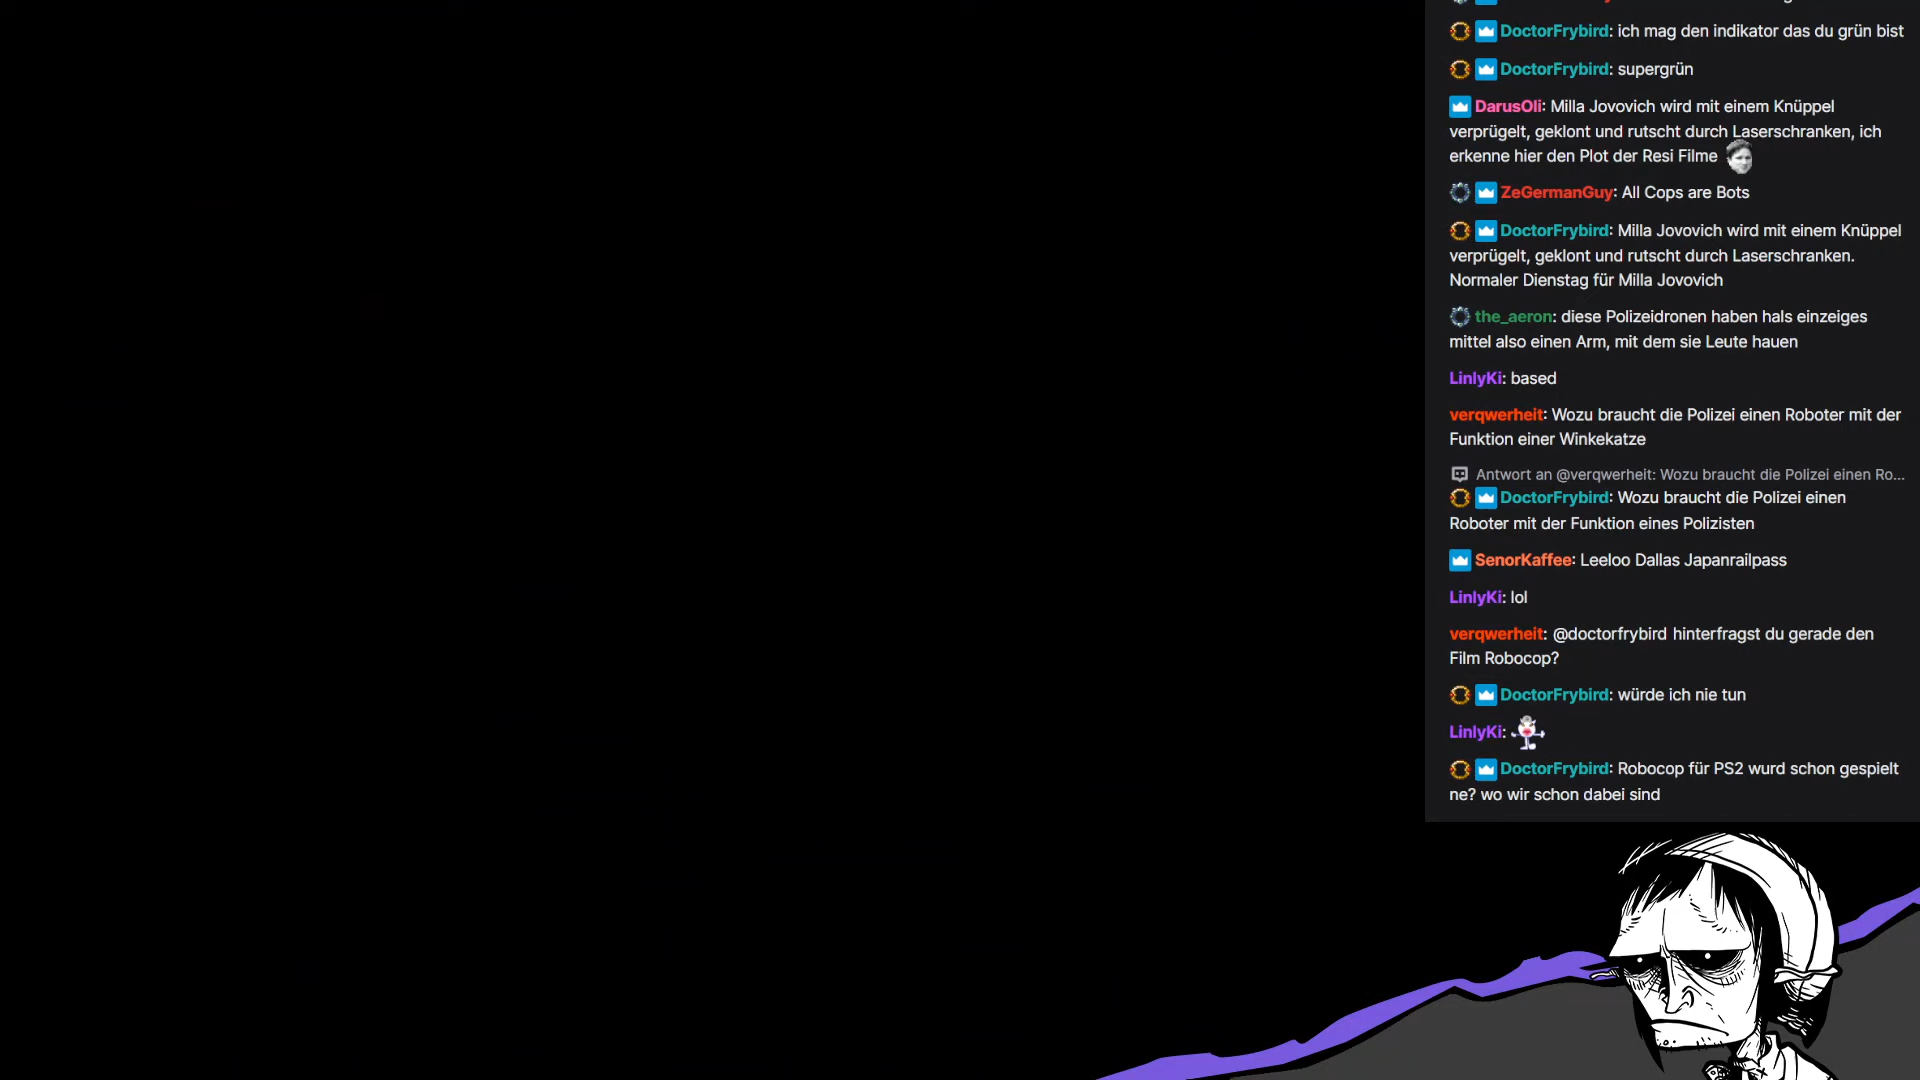 DoctorFrybird: ich mag den indikator das du grün bist
DoctorFrybird: supergrün
DarusOli: Milla Jovovich wird mit einem Knüppel
verprügelt, geklont und rutscht durch Laserschranken, ich
erkenne hier den Plot der Resi Filme
ZeGermanGuy: All Cops are Bots
DoctorFrybird: Milla Jovovich wird mit einem Knüppel
verprügelt, geklont und rutscht durch Laserschranken.
Normaler Dienstag für Milla Jovovich
the_aeron: diese Polizeidronen haben hals einzeiges
mittel also einen Arm, mit dem sie Leute hauen
LinlyKi: based
verqwerheit: Wozu braucht die Polizei einen Roboter mit der
Funktion einer Winkekatze
Antwort an @verqwerheit: Wozu braucht die Polizei einen Ro...
DoctorFrybird: Wozu braucht die Polizei einen
Roboter mit der Funktion eines Polizisten
SenorKaffee: Leeloo Dallas Japanrailpass
LinlyKi: lol
verqwerheit: @doctorfrybird hinterfragst du gerade den
Film Robocop?
DoctorFrybird: würde ich nie tun
LinlyKi:
DoctorFrybird: Robocop für PS2 wurd schon gespielt
ne? wo wir schon dabei sind